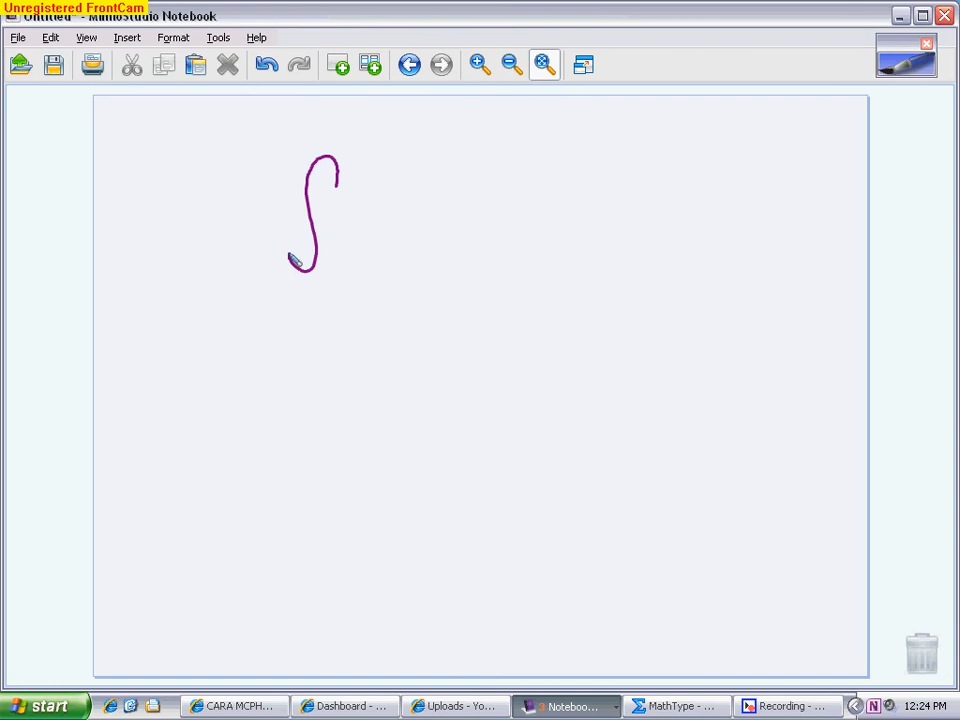 Unregistered FrontCam
Untitled* - MimioStudio Notebook
File Edit View Insert Format Tools Help
∫
start CARA MCPH... Dashboard - ... Uploads - Yo... 3 Noteboo... MathType - ... Recording - ... N 12:24 PM